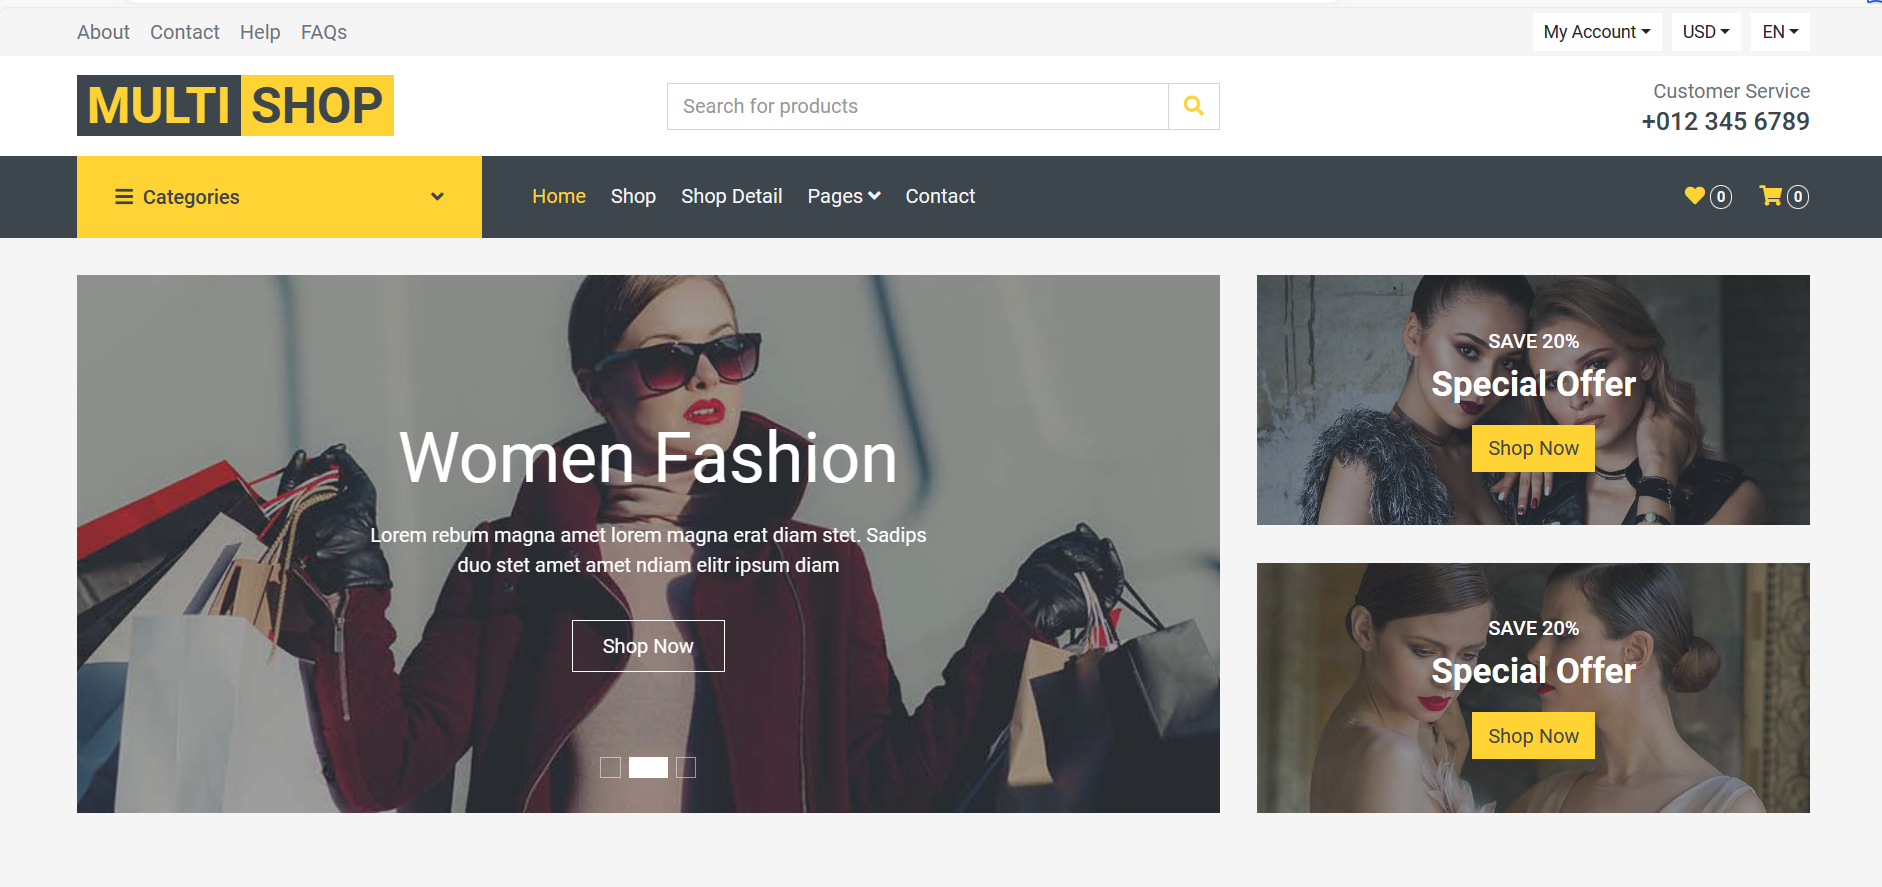 About Contact Help FAQs My Account USD EN
MULTI SHOP
Search for products
Customer Service
+012 345 6789
Categories
Home Shop Shop Detail Pages Contact
0 0
Women Fashion
Lorem rebum magna amet lorem magna erat diam stet. Sadips
duo stet amet amet ndiam elitr ipsum diam
Shop Now
SAVE 20%
Special Offer
Shop Now
SAVE 20%
Special Offer
Shop Now